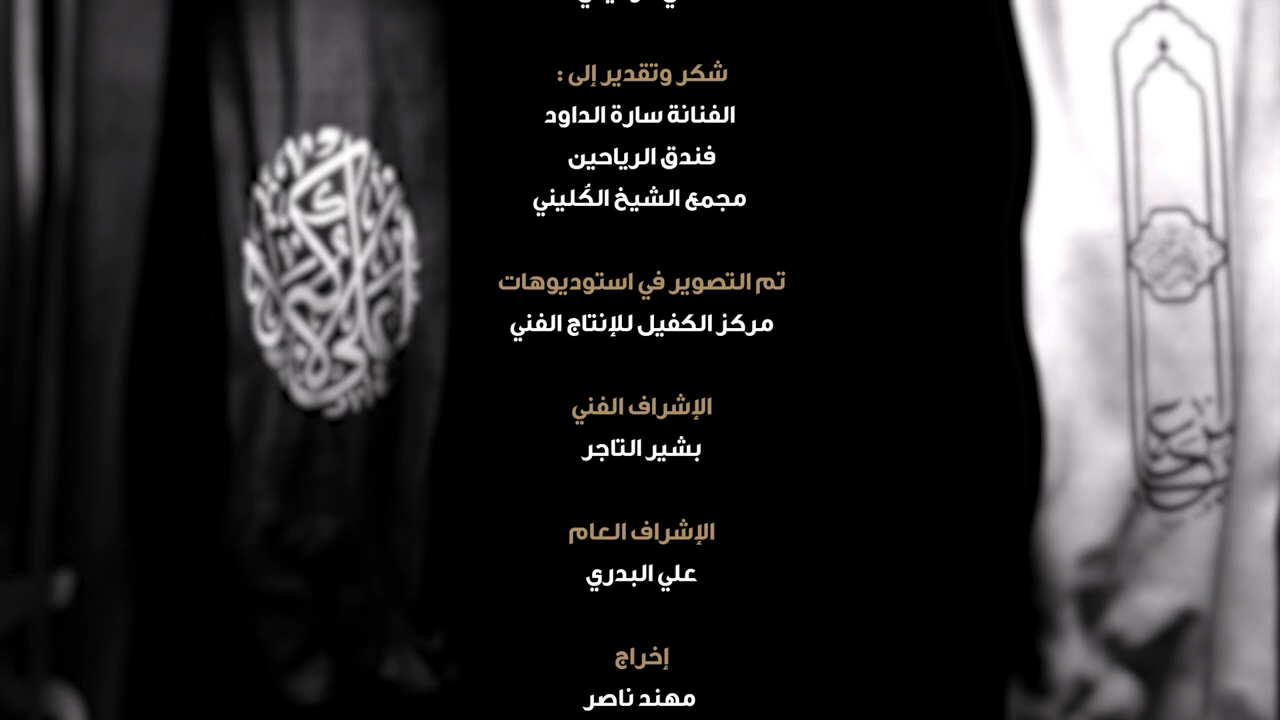 شكر وتقدير إلى :
الفنانة سارة الداود
فندق الرياحين
مجمع الشيخ الكُليني
تم التصوير في استوديوهات
مركز الكفيل للإنتاج الفني
الإشراف الفني
بشير التاجر
الإشراف العام
علي البدري
إخراج
مهند ناصر